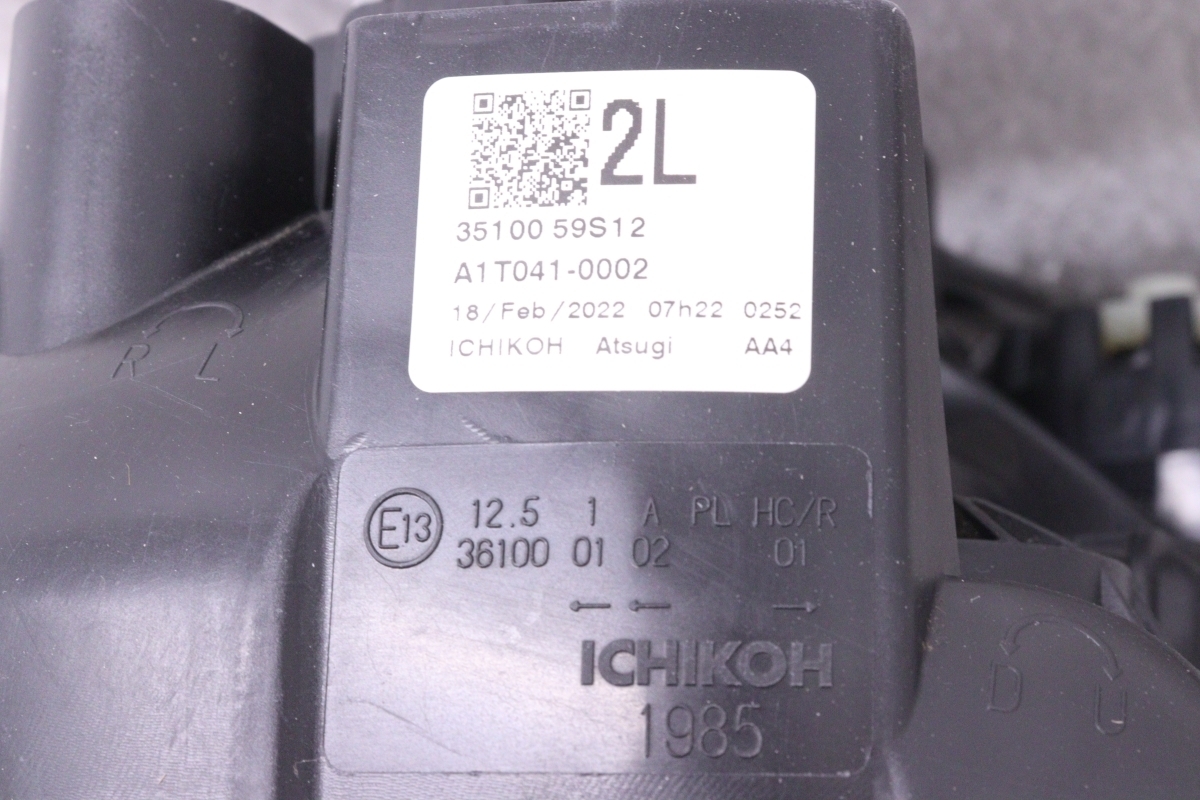 2L
35100 59S12
A1T041-0002
18/Feb/2022 07h22 0252
ICHIKOH Atsugi AA4
R L
E13 12.5 1 A PL HC/R
36100 01 02 01
← ← →
ICHIKOH
1985
D U